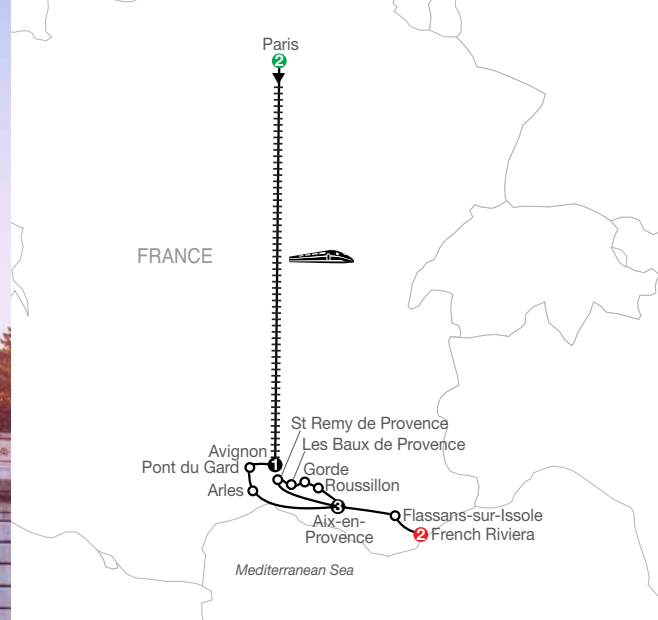 Paris
2
FRANCE
St Remy de Provence
Les Baux de Provence
Avignon
1
Pont du Gard
Gorde
Roussillon
Arles
3
Aix-en-
Provence
Flassans-sur-Issole
2 French Riviera
Mediterranean Sea